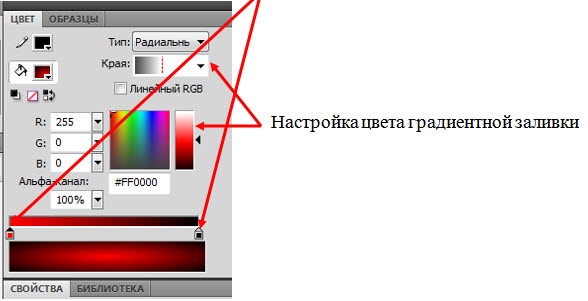 ЦВЕТ ОБРАЗЦЫ
Тип: Радиальнь
Края:
Линейный RGB
Настройка цвета градиентной заливки
R: 255
G: 0
B: 0
#FF0000
Альфа-канал:
100%
СВОЙСТВА БИБЛИОТЕКА